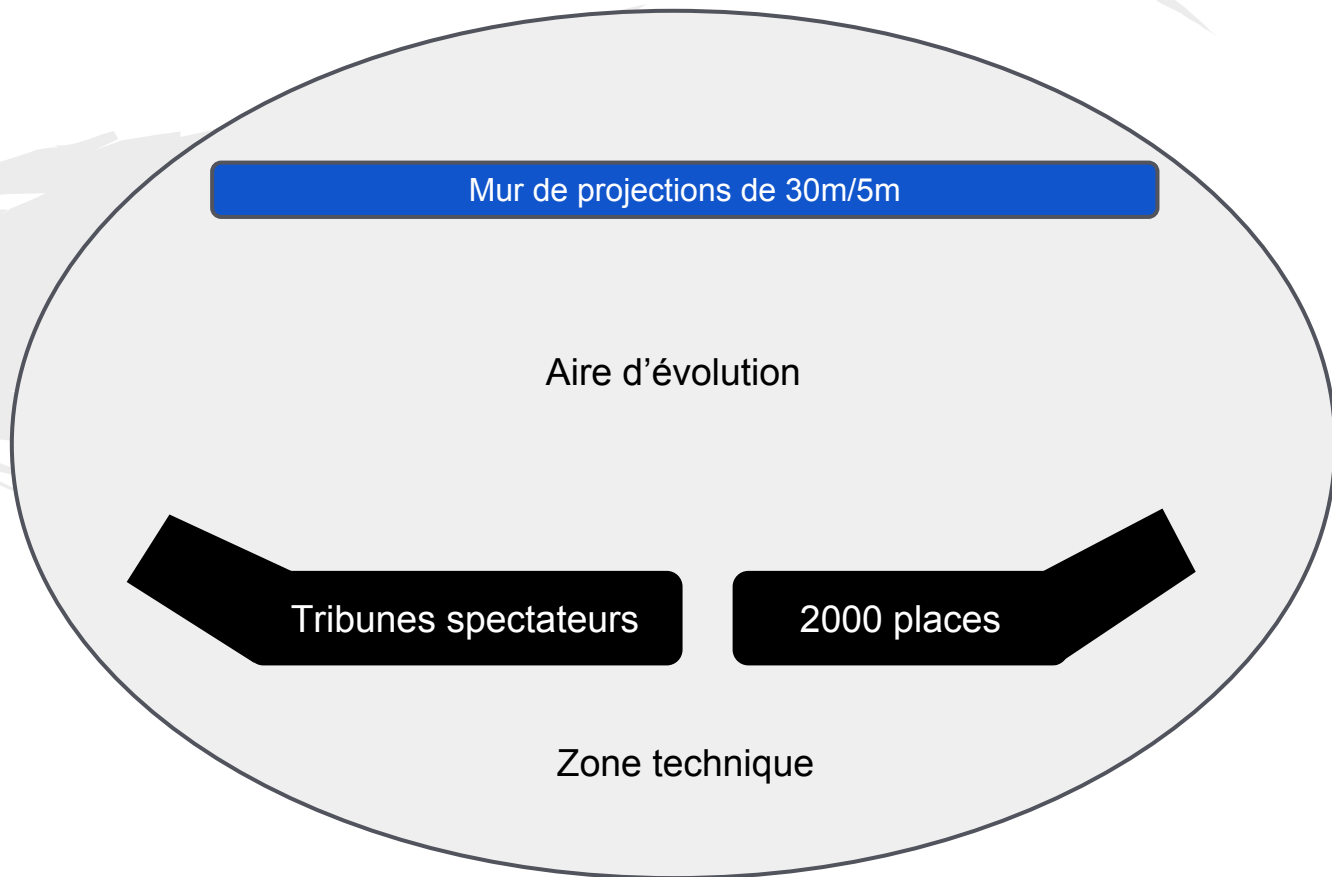 Mur de projections de 30m/5m
Aire d’évolution
Tribunes spectateurs
2000 places
Zone technique